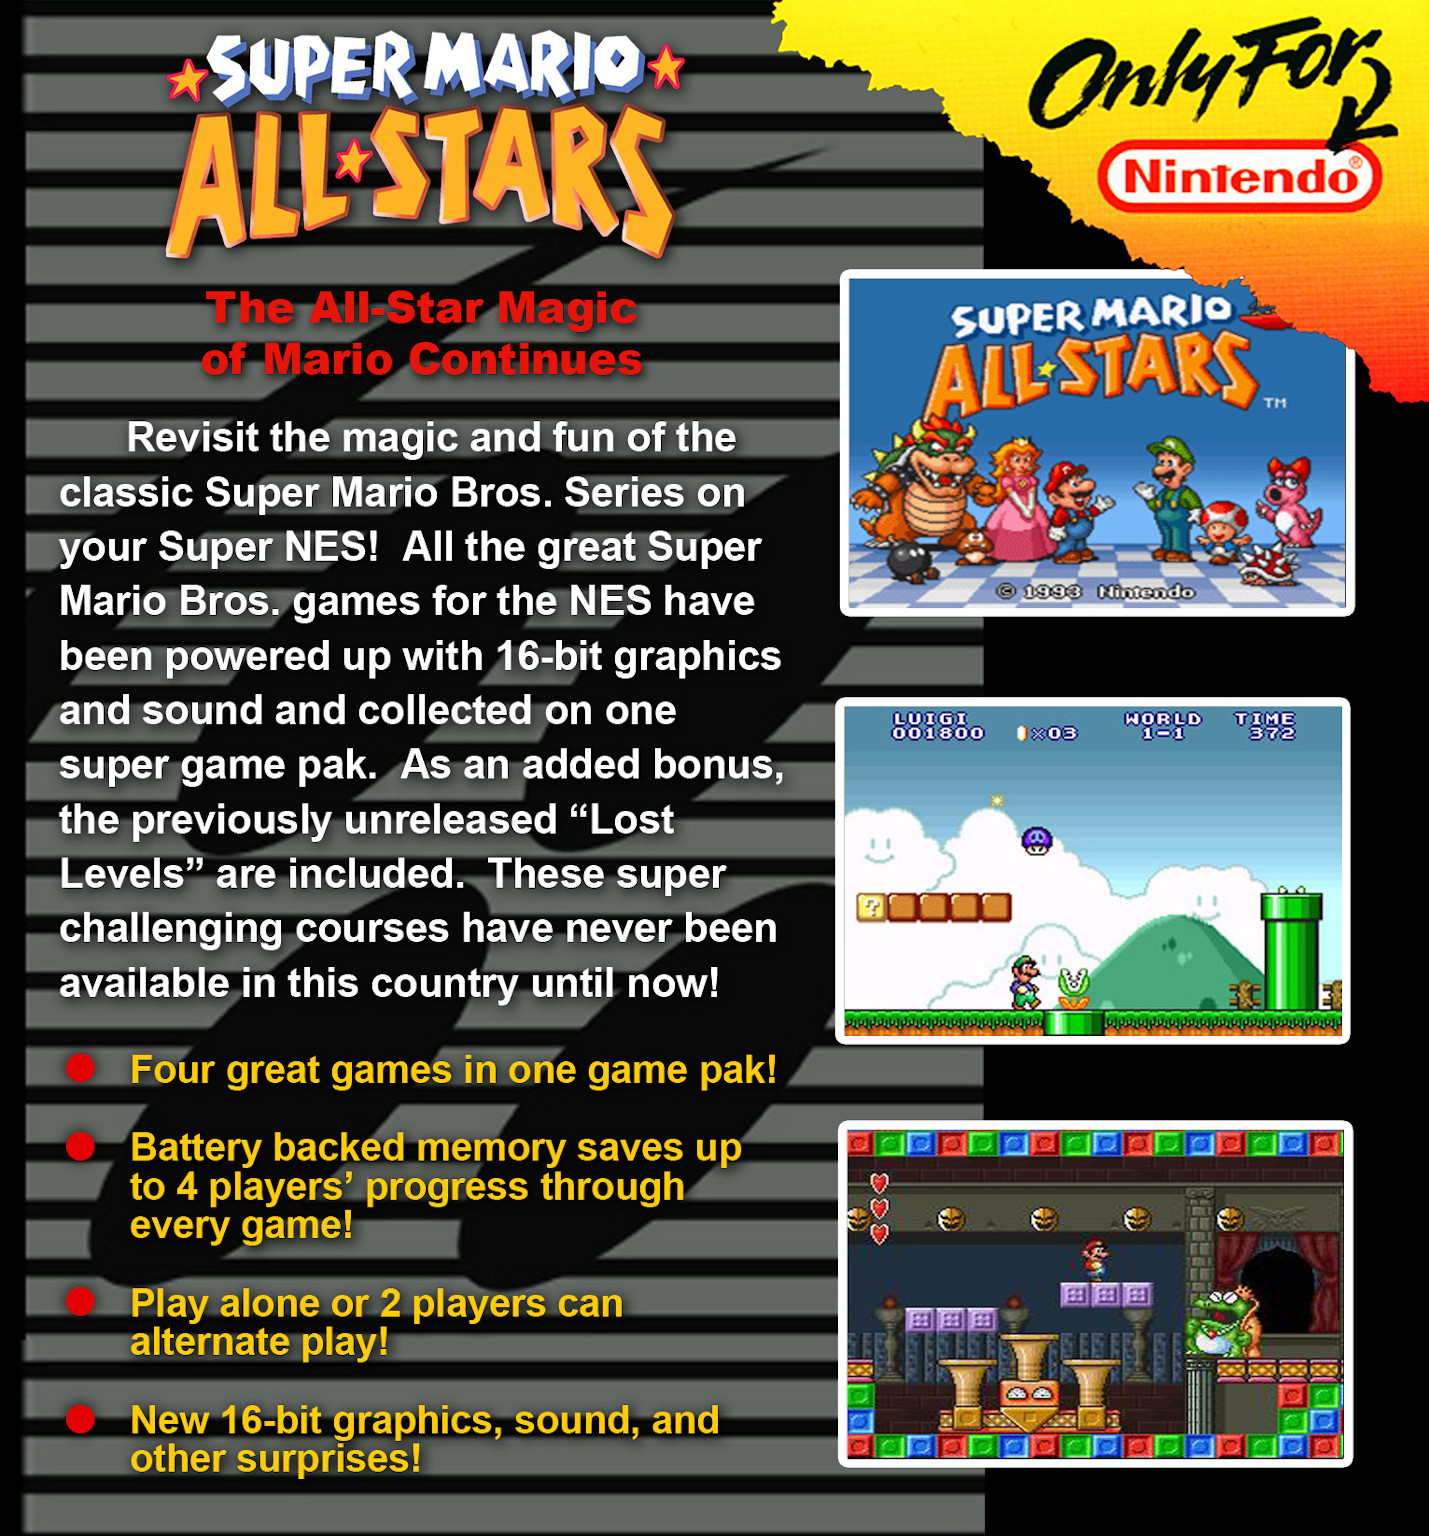 SUPER MARIO
ALL STARS
Only For
Nintendo®
The All-Star Magic
of Mario Continues
Revisit the magic and fun of the
classic Super Mario Bros. Series on
your Super NES!  All the great Super
Mario Bros. games for the NES have
been powered up with 16-bit graphics
and sound and collected on one
super game pak.  As an added bonus,
the previously unreleased “Lost
Levels” are included.  These super
challenging courses have never been
available in this country until now!
Four great games in one game pak!
Battery backed memory saves up
to 4 players’ progress through
every game!
Play alone or 2 players can
alternate play!
New 16-bit graphics, sound, and
other surprises!
SUPER MARIO
ALL STARS
TM
© 1993 Nintendo
LUIGI WORLD TIME
001800 ×03 1-1 372
?